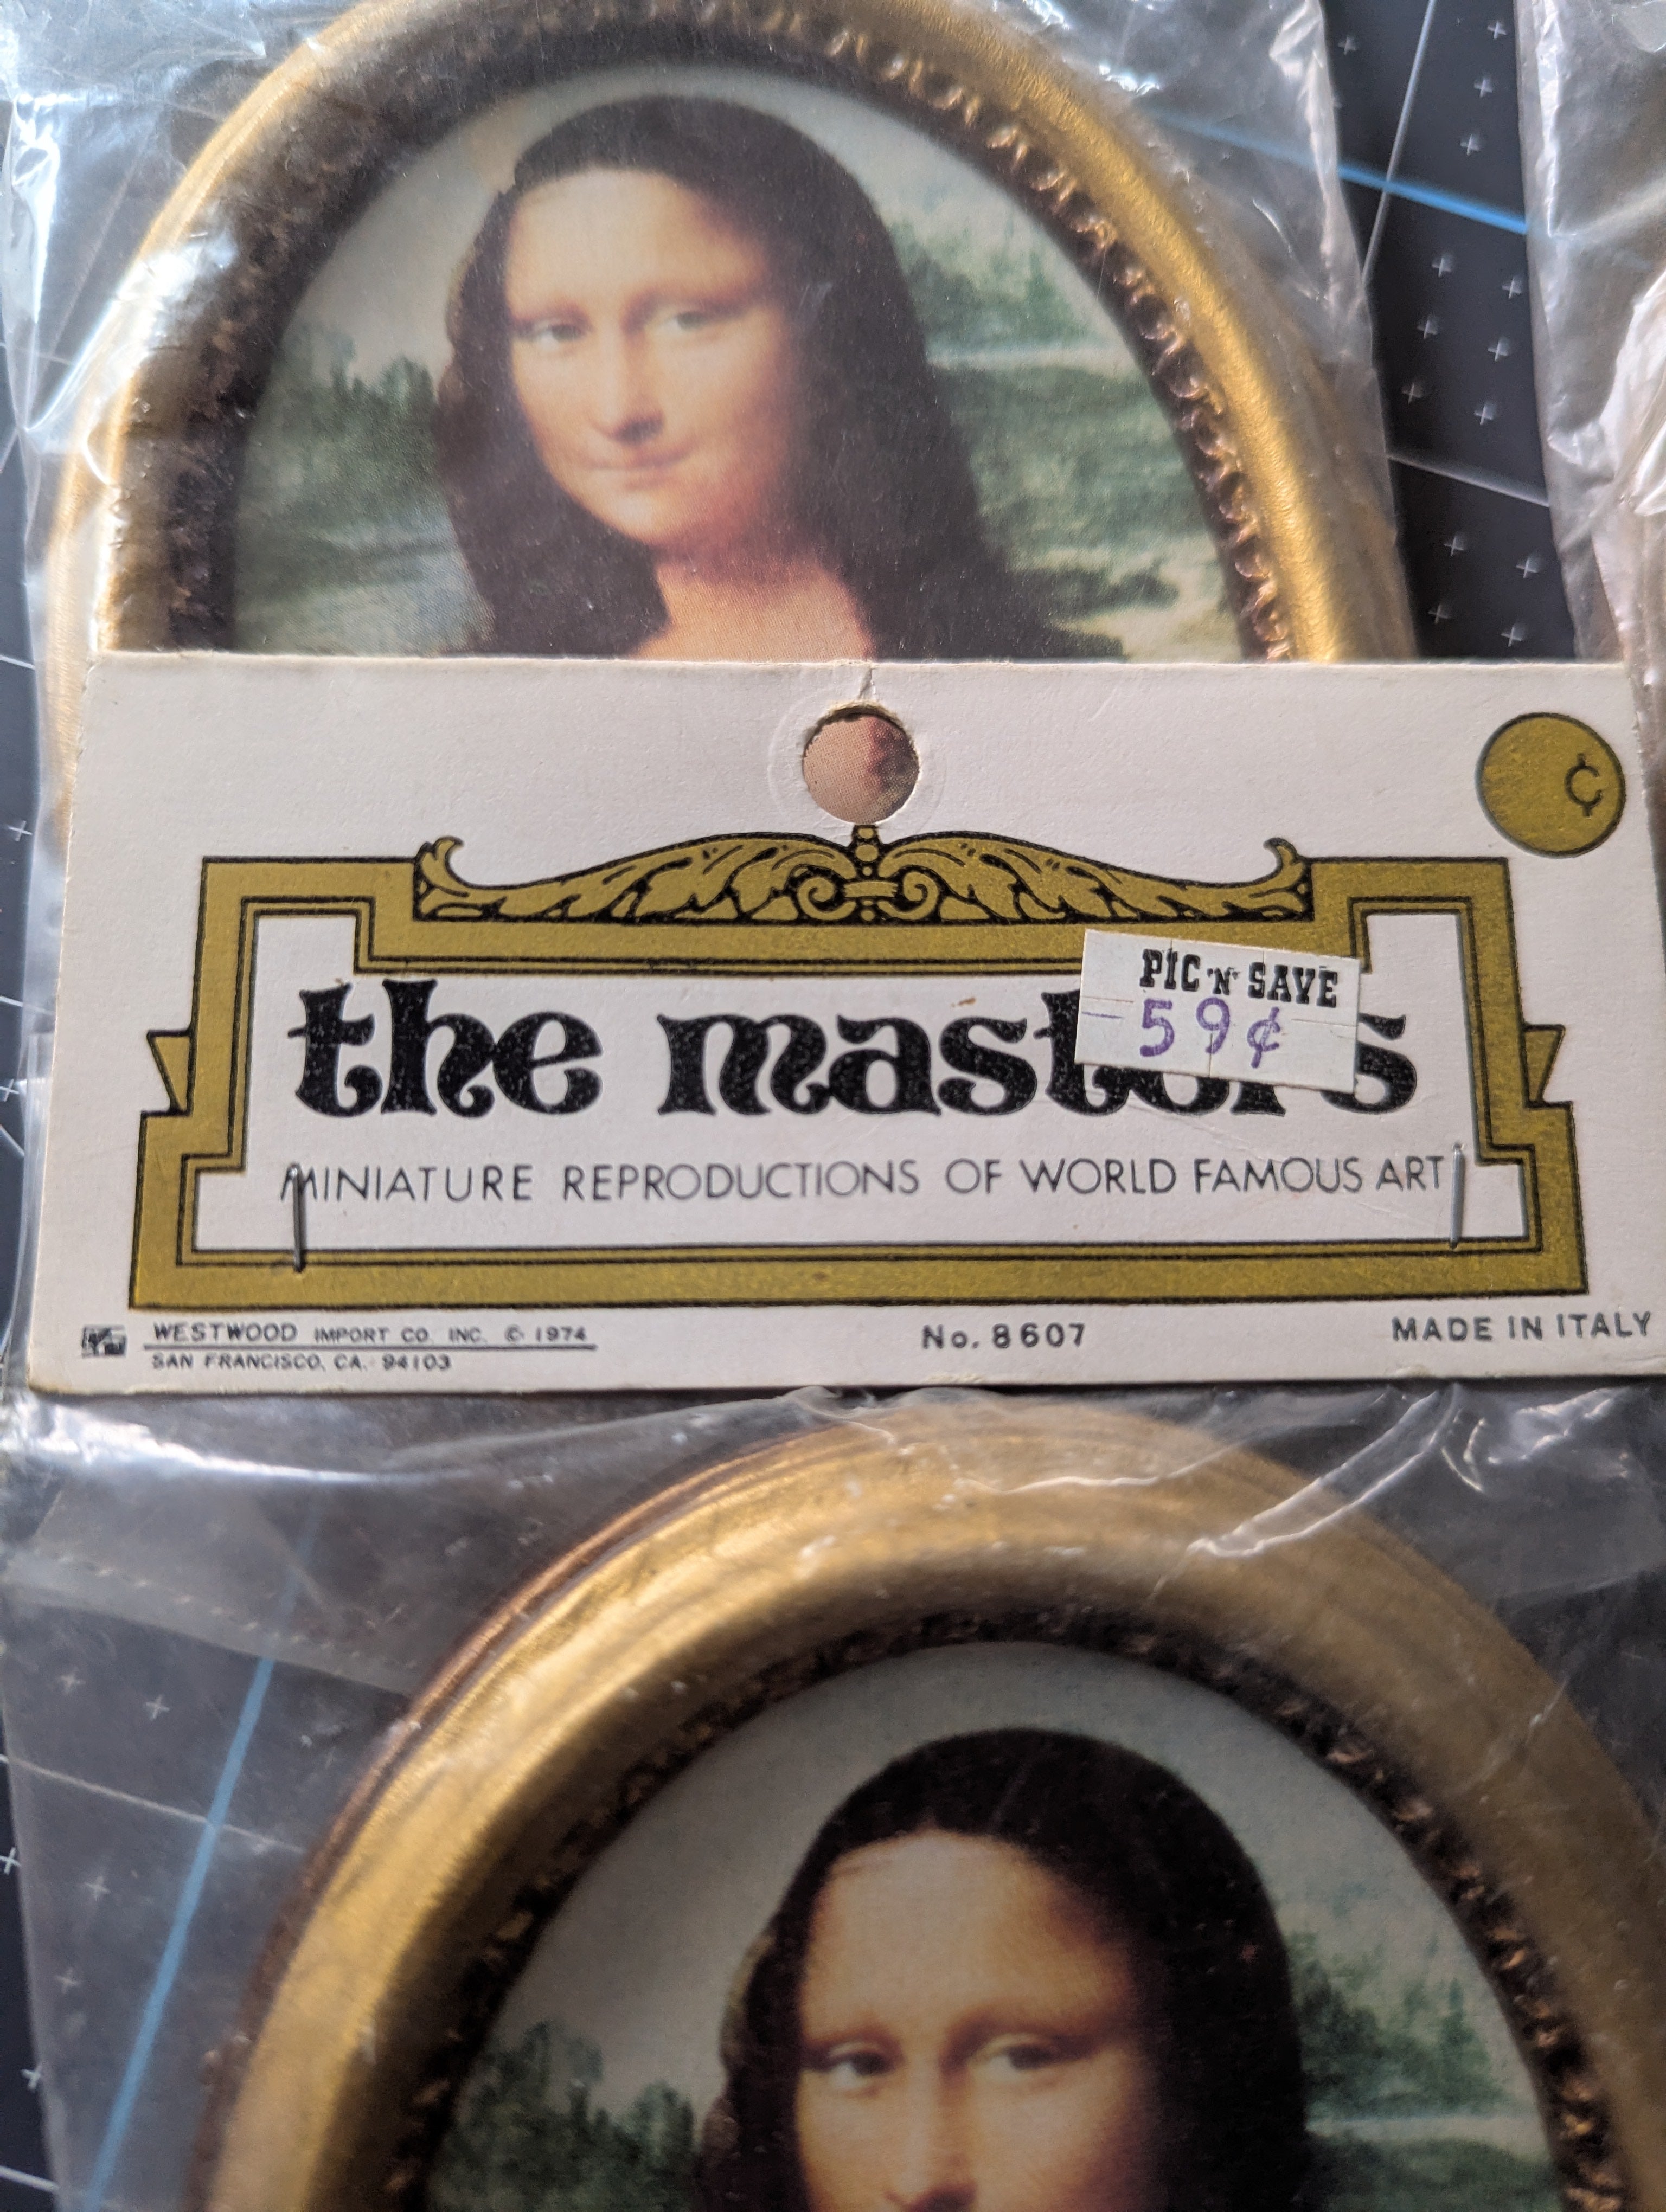 ¢
PIC 'N' SAVE
59¢
the masters
MINIATURE REPRODUCTIONS OF WORLD FAMOUS ART
WESTWOOD IMPORT CO. INC. © 1974
SAN FRANCISCO, CA. 94103
No. 8607
MADE IN ITALY